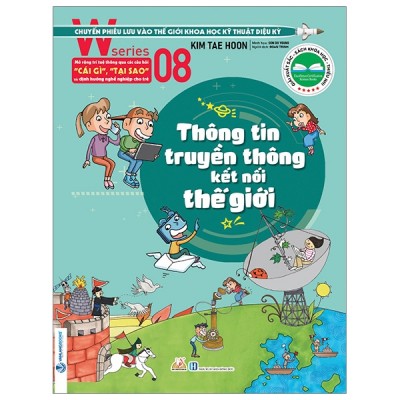 CHUYẾN PHIÊU LƯU VÀO THẾ GIỚI KHOA HỌC KỸ THUẬT DIỆU KỲ
W series 08
Mở rộng trí tuệ thông qua các câu hỏi
"CÁI GÌ", "TẠI SAO"
và định hướng nghề nghiệp cho trẻ
KIM TAE HOON
Thông tin
truyền thông
kết nối
thế giới